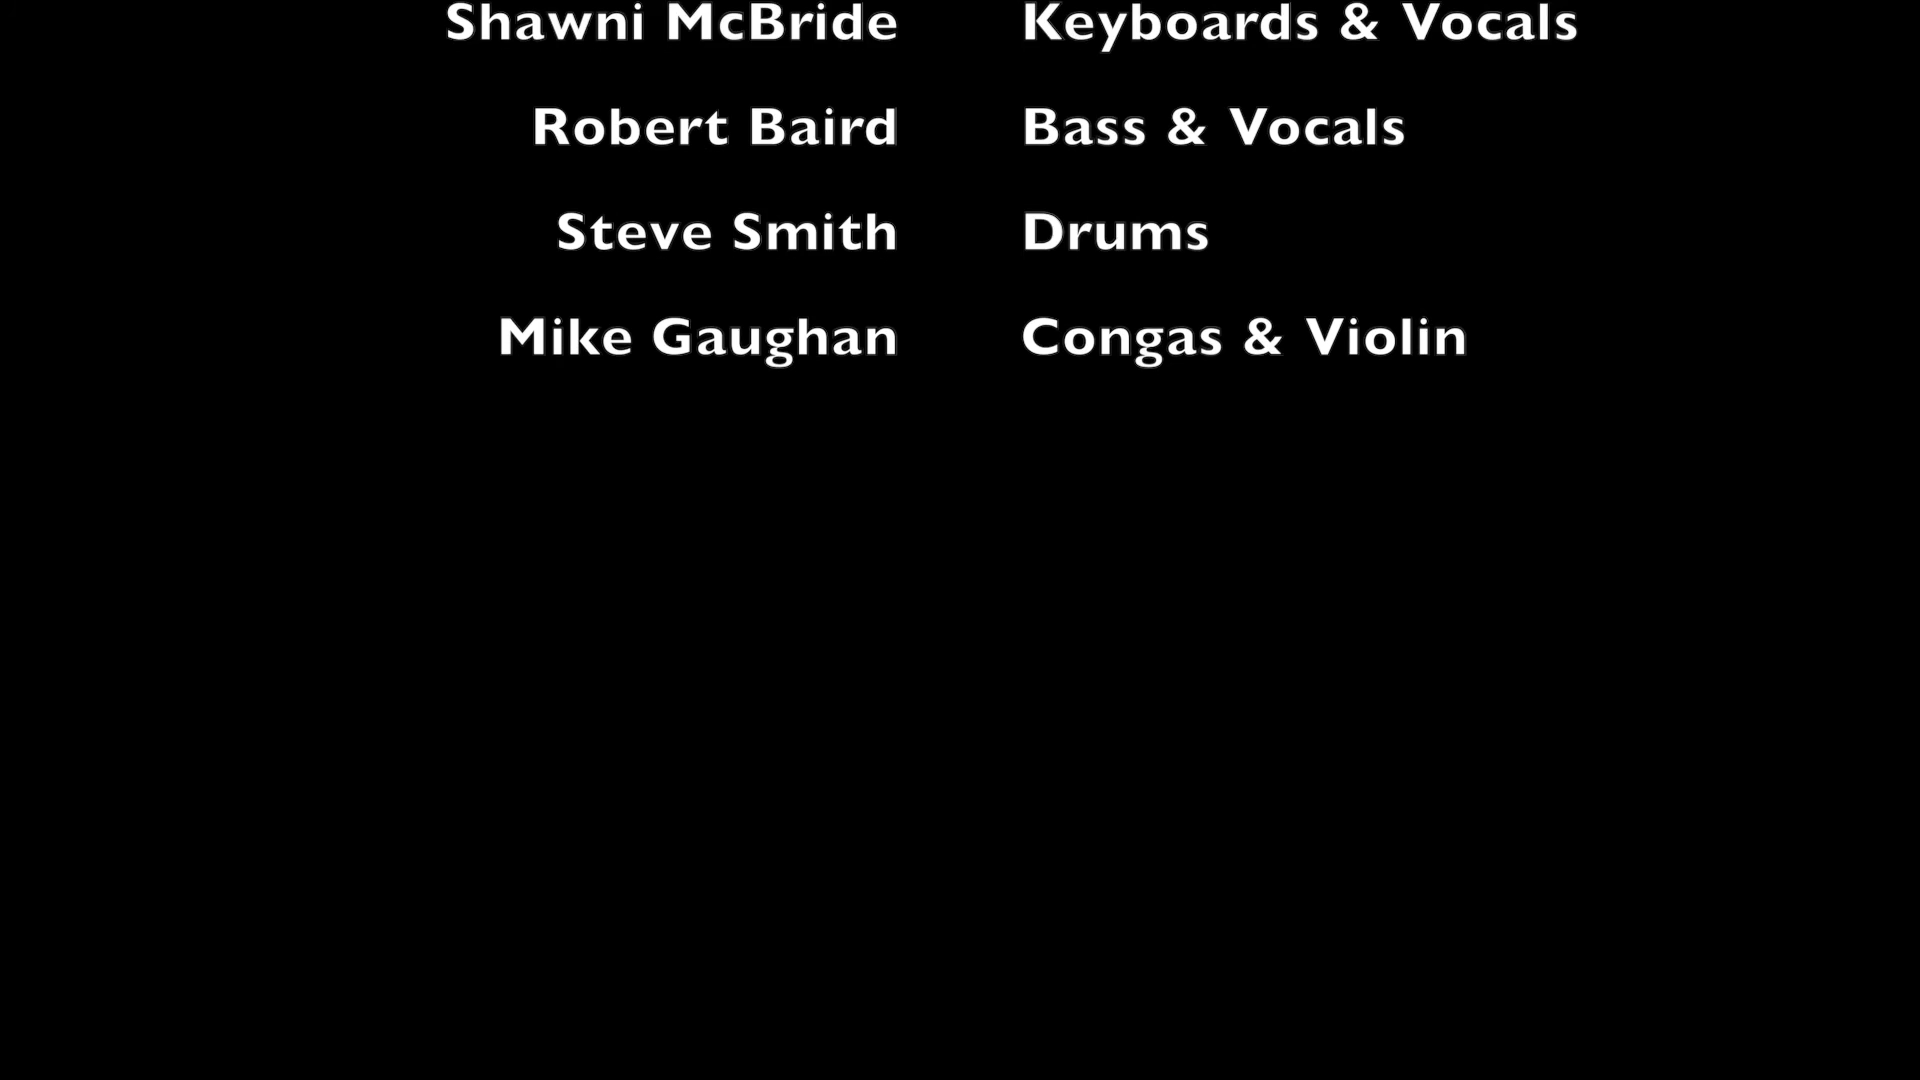 Shawni McBride Keyboards & Vocals
Robert Baird Bass & Vocals
Steve Smith Drums
Mike Gaughan Congas & Violin